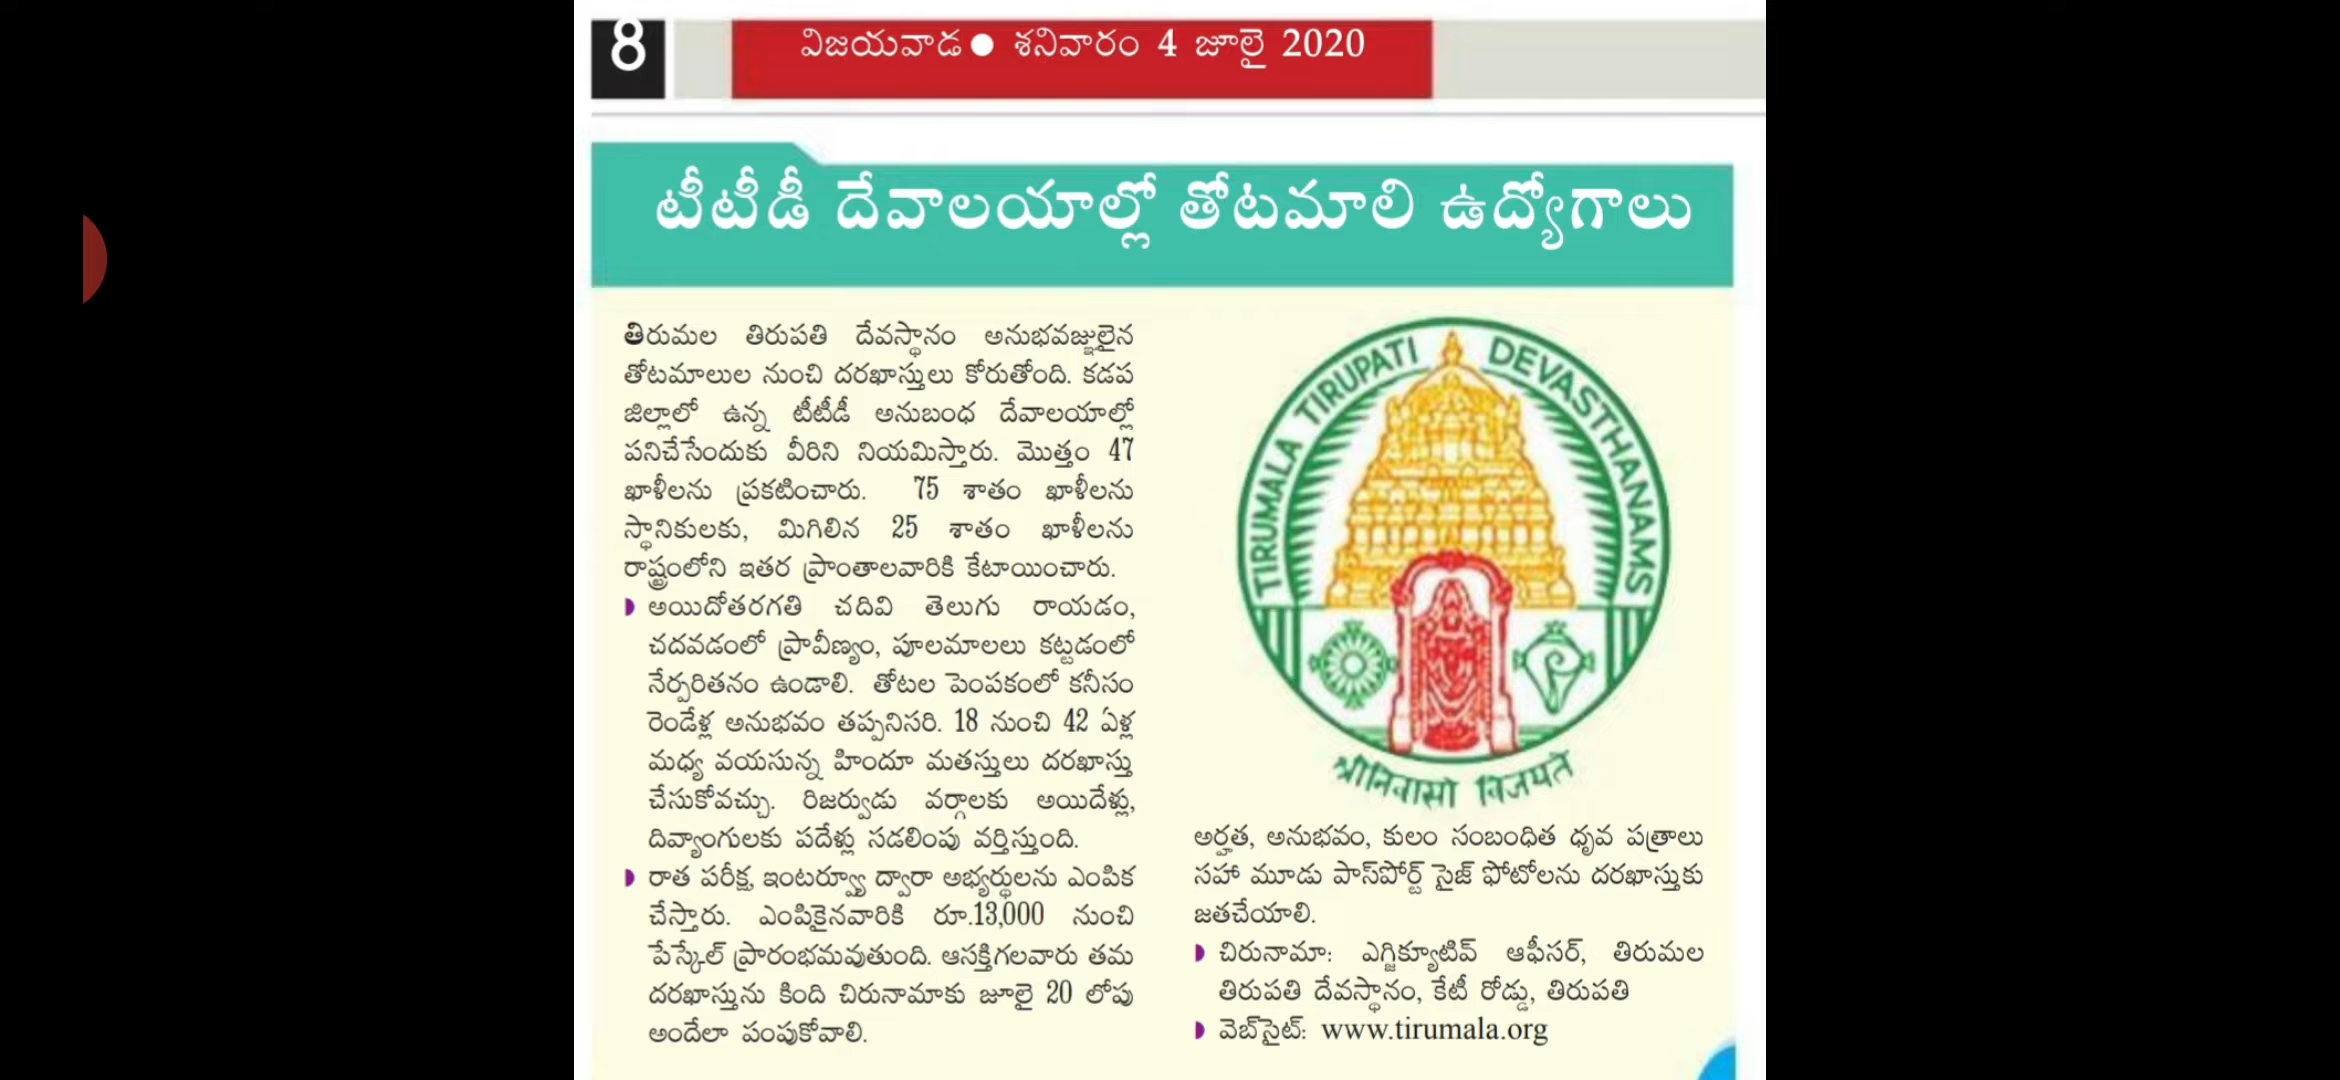 8
విజయవాడ● శనివారం 4 జూలై 2020
టీటీడీ దేవాలయాల్లో తోటమాలి ఉద్యోగాలు
తిరుమల తిరుపతి దేవస్థానం అనుభవజ్ఞులైన
తోటమాలుల నుంచి దరఖాస్తులు కోరుతోంది. కడప
జిల్లాలో ఉన్న టీటీడీ అనుబంధ దేవాలయాల్లో
పనిచేసేందుకు వీరిని నియమిస్తారు. మొత్తం 47
ఖాళీలను ప్రకటించారు. 75 శాతం ఖాళీలను
స్థానికులకు, మిగిలిన 25 శాతం ఖాళీలను
రాష్ట్రంలోని ఇతర ప్రాంతాలవారికి కేటాయించారు.
అయిదోతరగతి చదివి తెలుగు రాయడం,
చదవడంలో ప్రావీణ్యం, పూలమాలలు కట్టడంలో
నేర్పరితనం ఉండాలి. తోటల పెంపకంలో కనీసం
రెండేళ్ల అనుభవం తప్పనిసరి. 18 నుంచి 42 ఏళ్ల
మధ్య వయసున్న హిందూ మతస్తులు దరఖాస్తు
చేసుకోవచ్చు. రిజర్వుడు వర్గాలకు అయిదేళ్లు,
దివ్యాంగులకు పదేళ్లు సడలింపు వర్తిస్తుంది.
రాత పరీక్ష, ఇంటర్వ్యూ ద్వారా అభ్యర్థులను ఎంపిక
చేస్తారు. ఎంపికైనవారికి రూ.13,000 నుంచి
పేస్కేల్ ప్రారంభమవుతుంది. ఆసక్తిగలవారు తమ
దరఖాస్తును కింది చిరునామాకు జూలై 20 లోపు
అందేలా పంపుకోవాలి.
TIRUMALA TIRUPATI DEVASTHANAMS
श्रीनिवासो विजयते
అర్హత, అనుభవం, కులం సంబంధిత ధృవ పత్రాలు
సహా మూడు పాస్‌పోర్ట్ సైజ్ ఫోటోలను దరఖాస్తుకు
జతచేయాలి.
చిరునామా: ఎగ్జిక్యూటివ్ ఆఫీసర్, తిరుమల
తిరుపతి దేవస్థానం, కేటీ రోడ్డు, తిరుపతి
వెబ్‌సైట్: www.tirumala.org